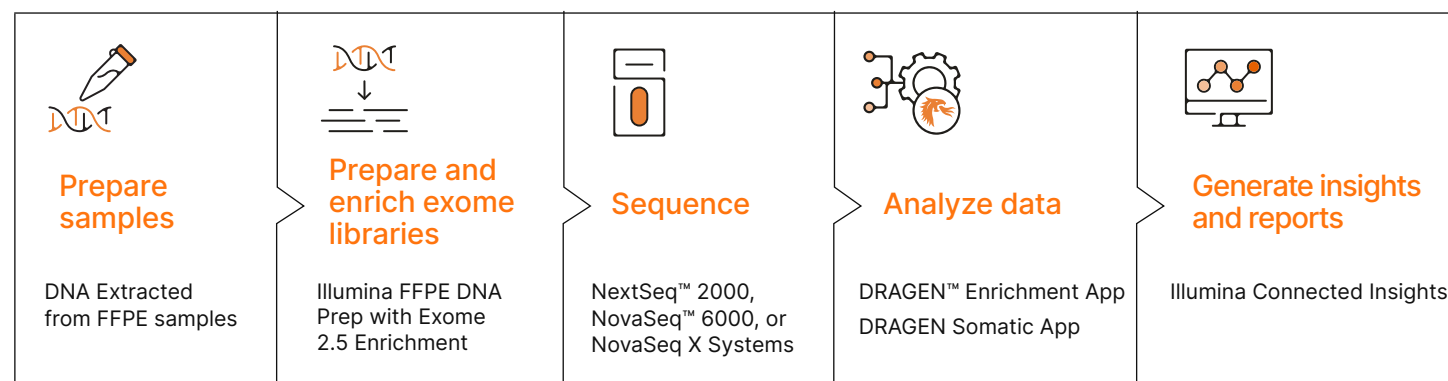 Prepare
samples
DNA Extracted
from FFPE samples
Prepare and
enrich exome
libraries
Illumina FFPE DNA
Prep with Exome
2.5 Enrichment
Sequence
NextSeq™ 2000,
NovaSeq™ 6000, or
NovaSeq X Systems
Analyze data
DRAGEN™ Enrichment App
DRAGEN Somatic App
Generate insights
and reports
Illumina Connected Insights